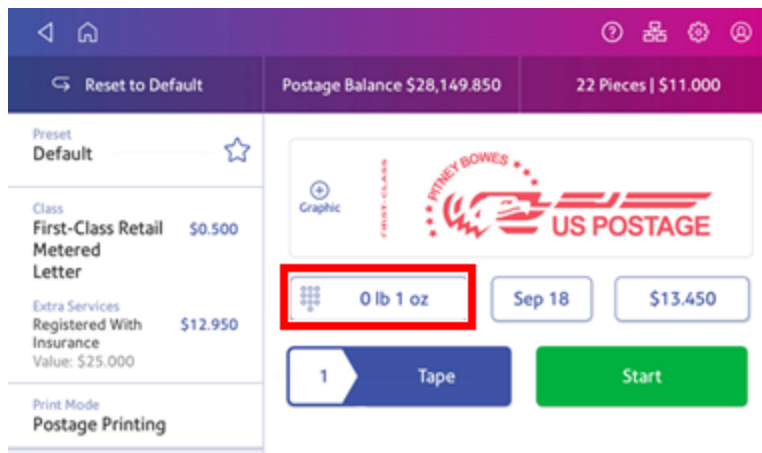 Reset to Default
Postage Balance $28,149.850
22 Pieces | $11.000
Preset
Default
Class
First-Class Retail $0.500
Metered
Letter
Extra Services
Registered With $12.950
Insurance
Value: $25.000
Print Mode
Postage Printing
Graphic
FIRST-CLASS
PITNEY BOWES
US POSTAGE
0 lb 1 oz
Sep 18
$13.450
1
Tape
Start